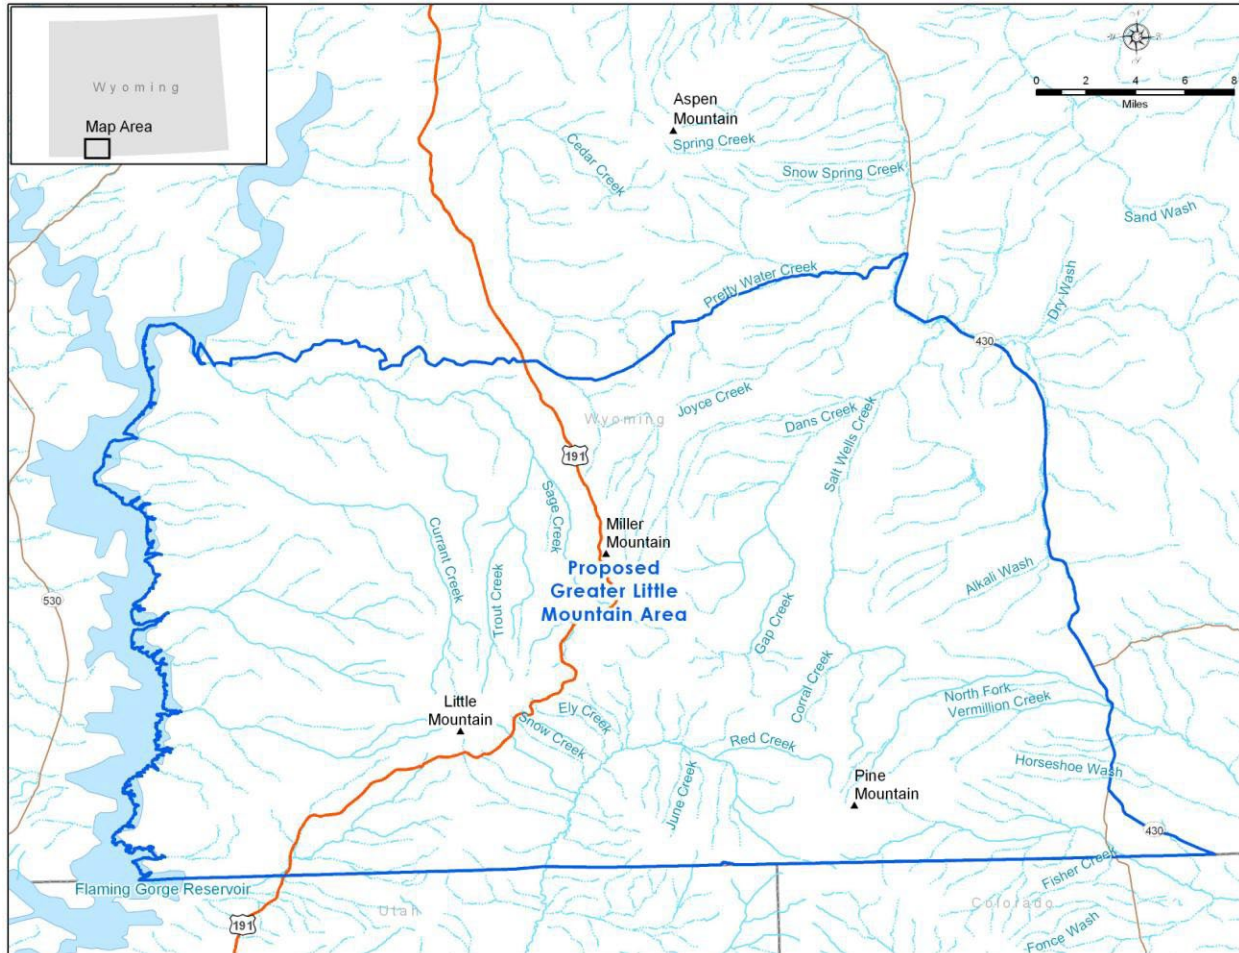 Wyoming
Map Area
0 2 4 6 8
Miles
Aspen
Mountain
Spring Creek
Cedar Creek
Snow Spring Creek
Sand Wash
Dry Wash
Pretty Water Creek
430
Joyce Creek
Wyoming
Dans Creek
Salt Wells Creek
191
Sage Creek
Currant Creek
Trout Creek
Miller
Mountain
Proposed
Greater Little
Mountain Area
Alkali Wash
530
Gap Creek
Corral Creek
North Fork
Vermillion Creek
Little
Mountain
Ely Creek
Snow Creek
Red Creek
Horseshoe Wash
Pine
Mountain
June Creek
430
Fisher Creek
Flaming Gorge Reservoir
Utah
Colorado
191
Fonce Wash